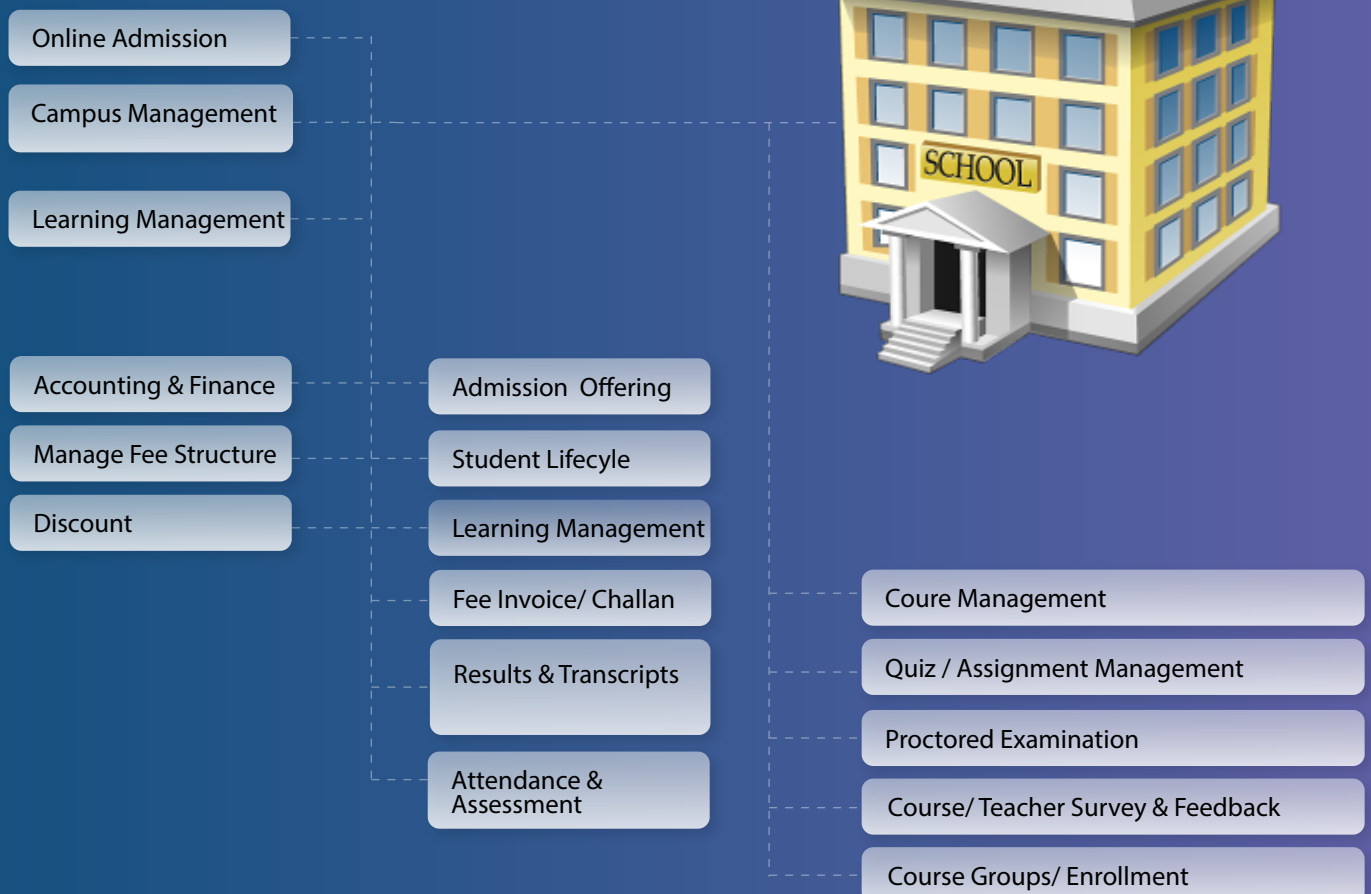 Online Admission
Campus Management
Learning Management
SCHOOL
Accounting & Finance
Manage Fee Structure
Discount
Admission Offering
Student Lifecyle
Learning Management
Fee Invoice/ Challan
Results & Transcripts
Attendance &
Assessment
Coure Management
Quiz / Assignment Management
Proctored Examination
Course/ Teacher Survey & Feedback
Course Groups/ Enrollment